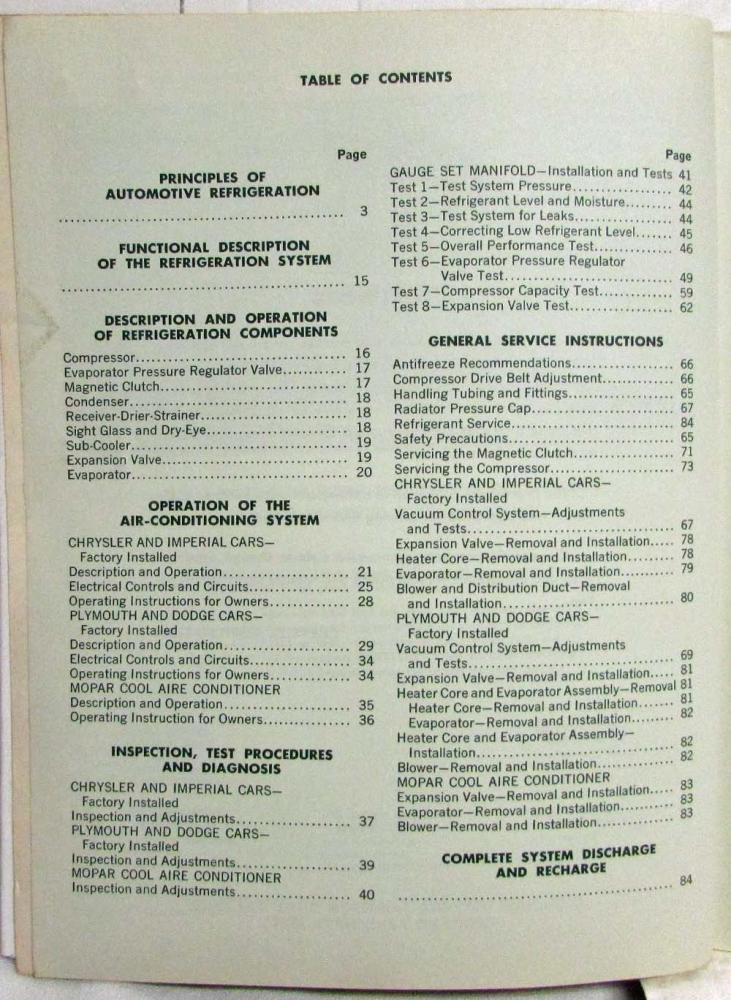 TABLE OF CONTENTS
Page
PRINCIPLES OF
AUTOMOTIVE REFRIGERATION
........................................ 3
FUNCTIONAL DESCRIPTION
OF THE REFRIGERATION SYSTEM
........................................ 15
DESCRIPTION AND OPERATION
OF REFRIGERATION COMPONENTS
Compressor.............................. 16
Evaporator Pressure Regulator Valve............ 17
Magnetic Clutch........................... 17
Condenser............................... 18
Receiver-Drier-Strainer..................... 18
Sight Glass and Dry-Eye.................... 18
Sub-Cooler.............................. 19
Expansion Valve.......................... 19
Evaporator.............................. 20
OPERATION OF THE
AIR-CONDITIONING SYSTEM
CHRYSLER AND IMPERIAL CARS—
Factory Installed
Description and Operation.................. 21
Electrical Controls and Circuits.............. 25
Operating Instructions for Owners............ 28
PLYMOUTH AND DODGE CARS—
Factory Installed
Description and Operation.................. 29
Electrical Controls and Circuits.............. 34
Operating Instructions for Owners............ 34
MOPAR COOL AIRE CONDITIONER
Description and Operation.................. 35
Operating Instruction for Owners............. 36
INSPECTION, TEST PROCEDURES
AND DIAGNOSIS
CHRYSLER AND IMPERIAL CARS—
Factory Installed
Inspection and Adjustments................ 37
PLYMOUTH AND DODGE CARS—
Factory Installed
Inspection and Adjustments................ 39
MOPAR COOL AIRE CONDITIONER
Inspection and Adjustments................ 40
Page
GAUGE SET MANIFOLD—Installation and Tests 41
Test 1—Test System Pressure............... 42
Test 2—Refrigerant Level and Moisture....... 44
Test 3—Test System for Leaks.............. 44
Test 4—Correcting Low Refrigerant Level..... 45
Test 5—Overall Performance Test............ 46
Test 6—Evaporator Pressure Regulator
Valve Test........................ 49
Test 7—Compressor Capacity Test........... 59
Test 8—Expansion Valve Test............... 62
GENERAL SERVICE INSTRUCTIONS
Antifreeze Recommendations............... 66
Compressor Drive Belt Adjustment........... 66
Handling Tubing and Fittings................ 65
Radiator Pressure Cap..................... 67
Refrigerant Service........................ 84
Safety Precautions........................ 65
Servicing the Magnetic Clutch............... 71
Servicing the Compressor.................. 73
CHRYSLER AND IMPERIAL CARS—
Factory Installed
Vacuum Control System—Adjustments
and Tests............................. 67
Expansion Valve—Removal and Installation..... 78
Heater Core—Removal and Installation........ 78
Evaporator—Removal and Installation......... 79
Blower and Distribution Duct—Removal
and Installation........................ 80
PLYMOUTH AND DODGE CARS—
Factory Installed
Vacuum Control System—Adjustments
and Tests............................. 69
Expansion Valve—Removal and Installation..... 81
Heater Core and Evaporator Assembly—Removal 81
Heater Core—Removal and Installation....... 81
Evaporator—Removal and Installation........ 82
Heater Core and Evaporator Assembly—
Installation............................ 82
Blower—Removal and Installation............ 82
MOPAR COOL AIRE CONDITIONER
Expansion Valve—Removal and Installation..... 83
Evaporator—Removal and Installation......... 83
Blower—Removal and Installation............ 83
COMPLETE SYSTEM DISCHARGE
AND RECHARGE
........................................ 84